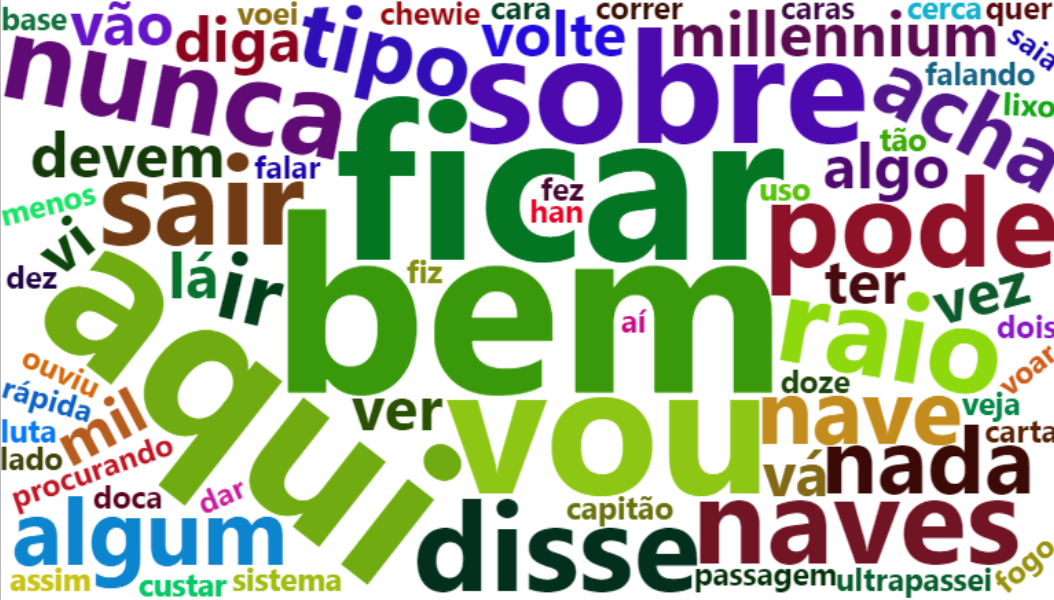 base
vão
voei
chewie
cara
correr
caras
cerca
quer
nunca
diga
tipo
volte
millennium
saia
sobre
acha
falando
lixo
devem
falar
ficar
tão
algo
menos
sair
fez
han
uso
pode
vi
dez
lá
ir
fiz
bem
aí
ter
vez
raio
dois
aqui
ouviu
rápida
mil
ver
vou
doze
nave
veja
voar
luta
lado
procurando
carta
vá
nada
doca
dar
algum
disse
capitão
naves
assim
custar
sistema
passagem
ultrapassei
fogo